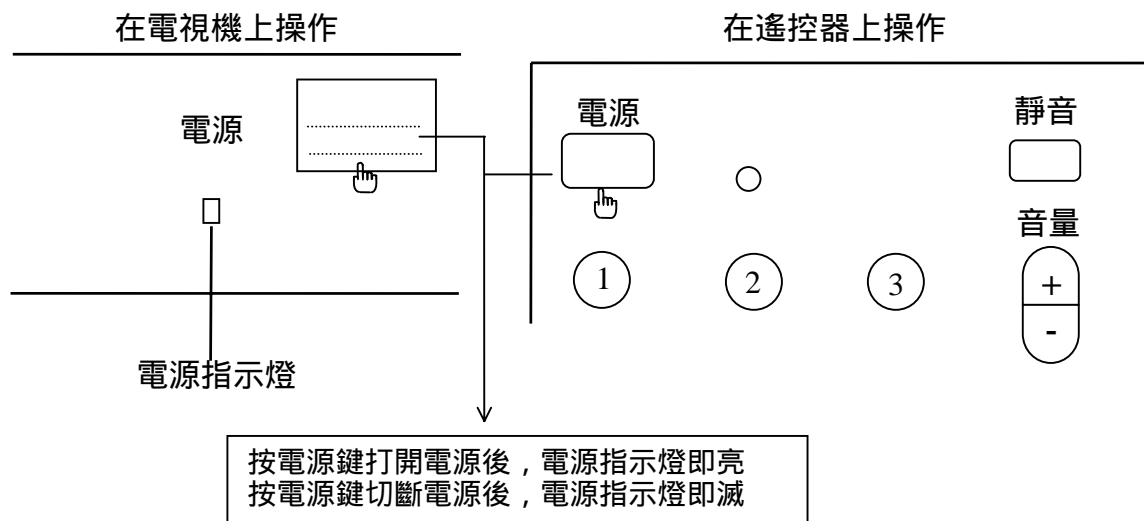 在電視機上操作
在遙控器上操作
電源
電源
靜音
音量
1
2
3
+
-
電源指示燈
按電源鍵打開電源後，電源指示燈即亮
按電源鍵切斷電源後，電源指示燈即滅